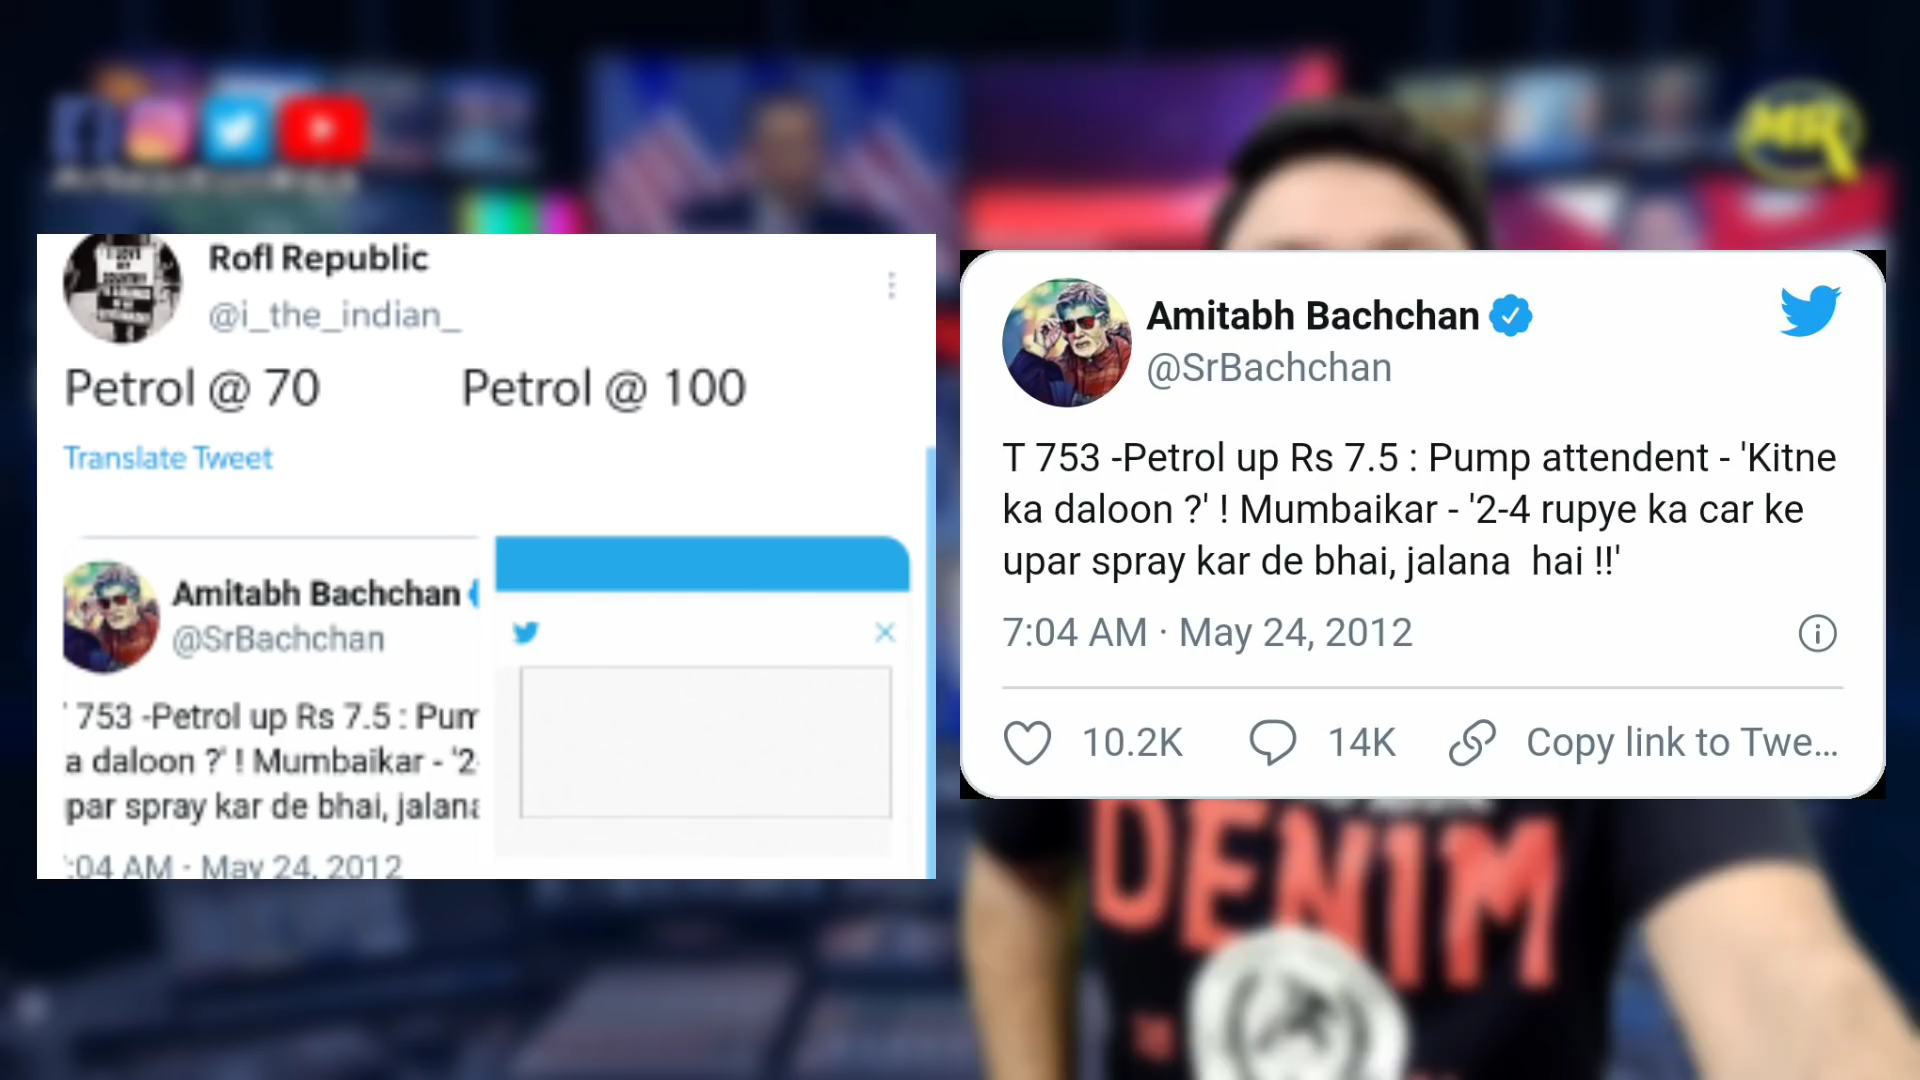 Rofl Republic
@i_the_indian_
Petrol @ 70 Petrol @ 100
Translate Tweet
Amitabh Bachchan
@SrBachchan
753 -Petrol up Rs 7.5 : Pum
a daloon ?' ! Mumbaikar - '2-
par spray kar de bhai, jalana
:04 AM · May 24, 2012
Amitabh Bachchan
@SrBachchan
T 753 -Petrol up Rs 7.5 : Pump attendent - 'Kitne
ka daloon ?' ! Mumbaikar - '2-4 rupye ka car ke
upar spray kar de bhai, jalana hai !!'
7:04 AM · May 24, 2012
10.2K 14K Copy link to Twe...
DENIM